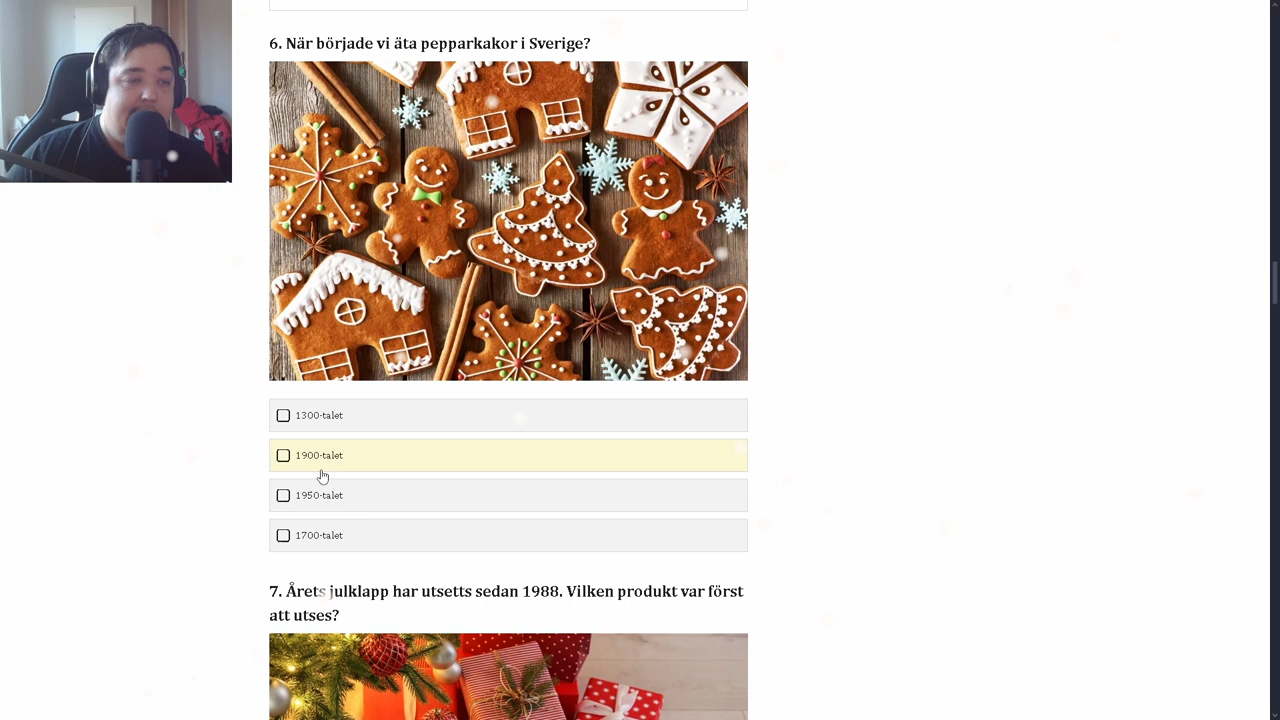 6. När började vi äta pepparkakor i Sverige?
1300-talet
1900-talet
1950-talet
1700-talet
7. Årets julklapp har utsetts sedan 1988. Vilken produkt var först
att utses?